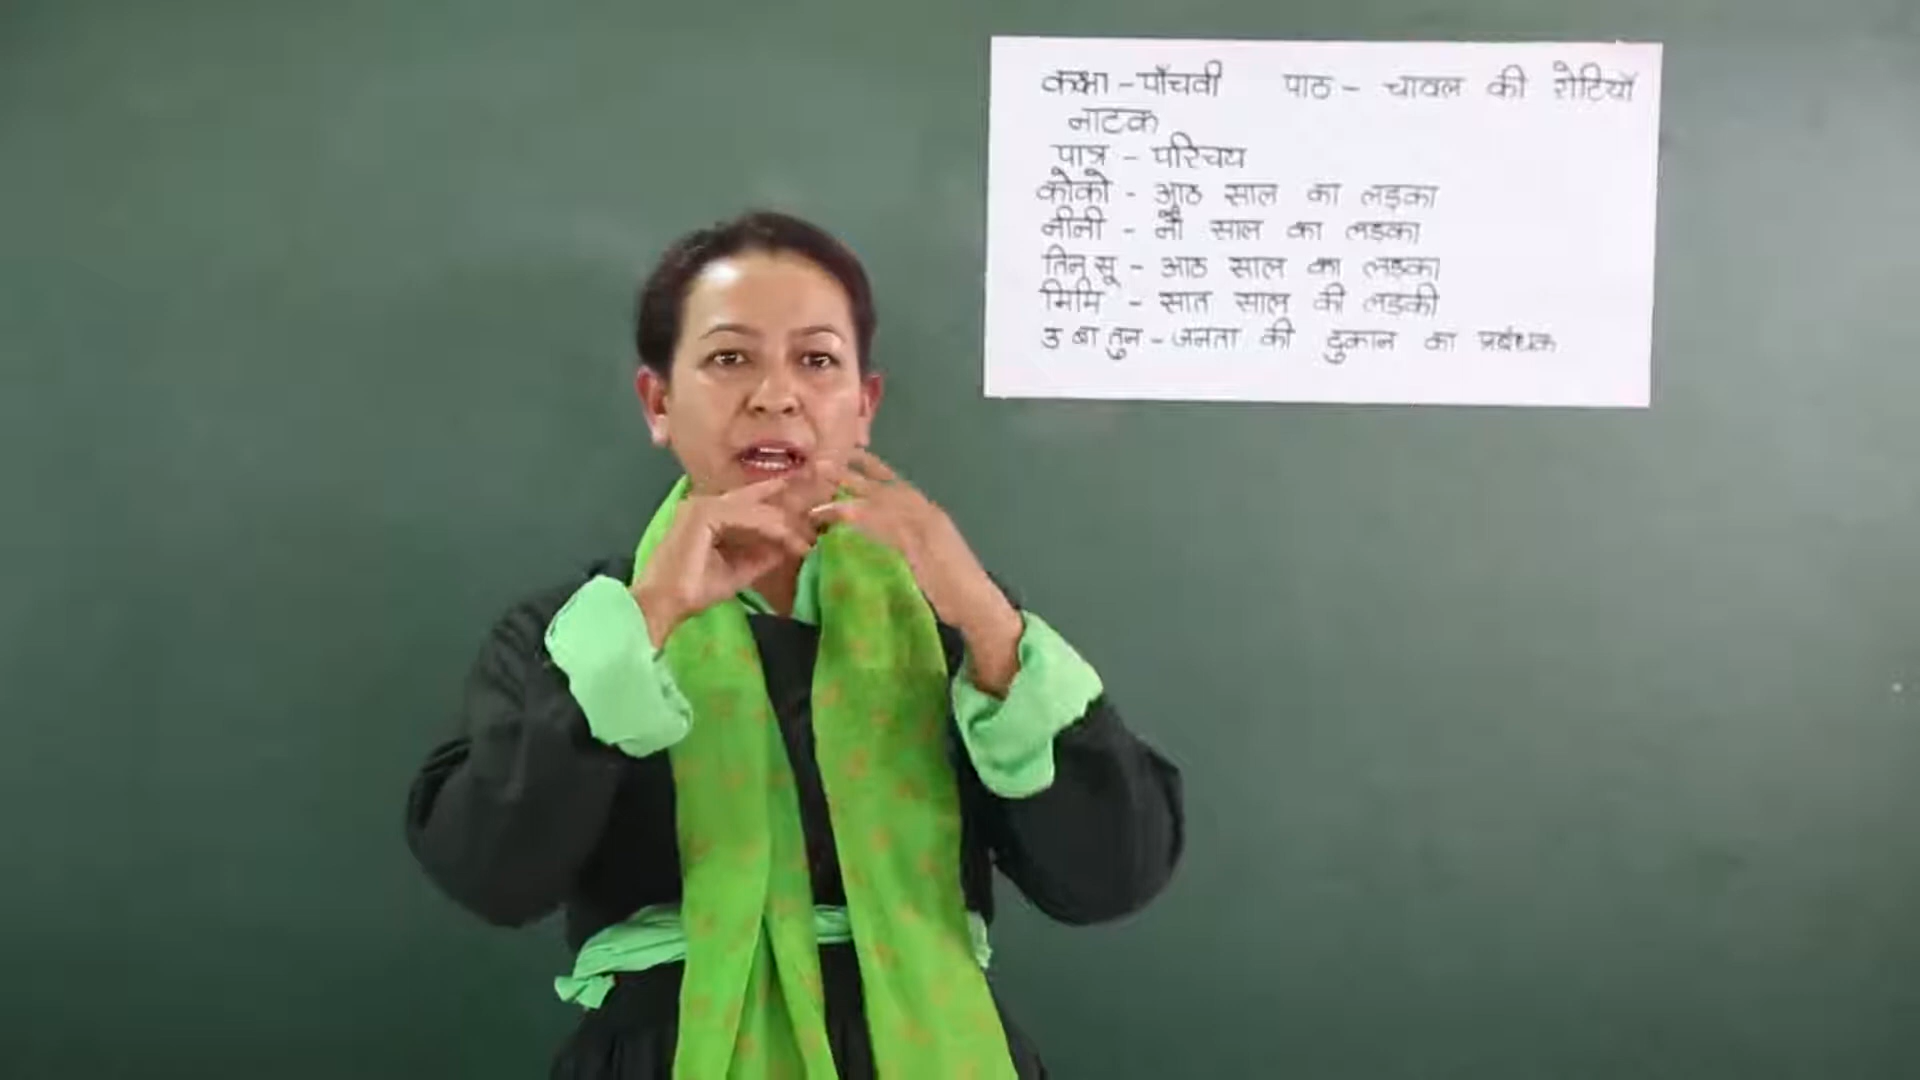 कक्षा - पाँचवी पाठ - चावल की रोटियाँ
नाटक
पात्र - परिचय
कोको - आठ साल का लड़का
नीनी - नौ साल का लड़का
तिन सू - आठ साल का लड़का
मिमि - सात साल की लड़की
उ बा तुन - जनता की दुकान का प्रबंधक